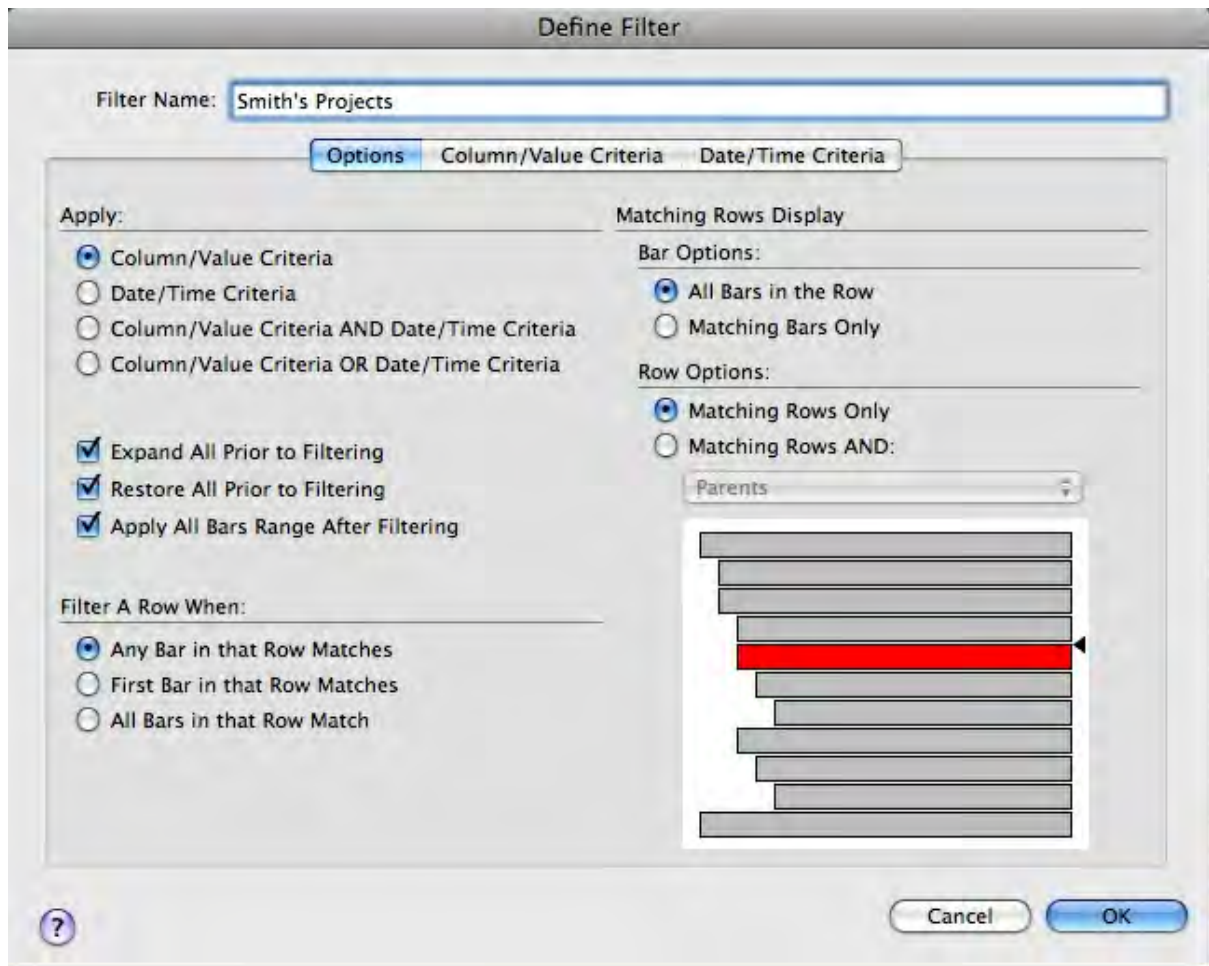 Define Filter
Filter Name: Smith's Projects
Options Column/Value Criteria Date/Time Criteria
Apply:
Column/Value Criteria
Date/Time Criteria
Column/Value Criteria AND Date/Time Criteria
Column/Value Criteria OR Date/Time Criteria
Expand All Prior to Filtering
Restore All Prior to Filtering
Apply All Bars Range After Filtering
Filter A Row When:
Any Bar in that Row Matches
First Bar in that Row Matches
All Bars in that Row Match
Matching Rows Display
Bar Options:
All Bars in the Row
Matching Bars Only
Row Options:
Matching Rows Only
Matching Rows AND:
Parents
?
Cancel
OK